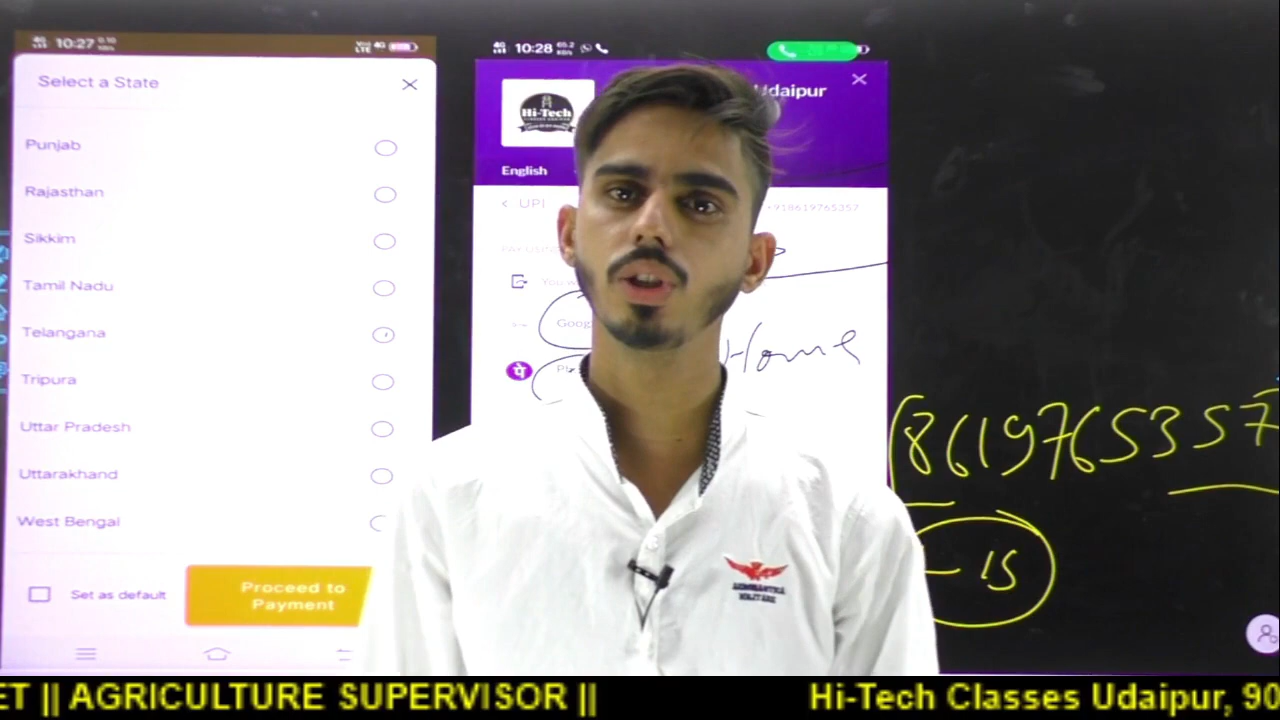 10:27
Select a State
Punjab
Rajasthan
Sikkim
Tamil Nadu
Telangana
Tripura
Uttar Pradesh
Uttarakhand
West Bengal
Set as default
Proceed to
Payment
10:28
Udaipur
Hi-Tech
English
< UPI
+918619765357
Home
8619765357
- 15
ET || AGRICULTURE SUPERVISOR ||
Hi-Tech Classes Udaipur, 90